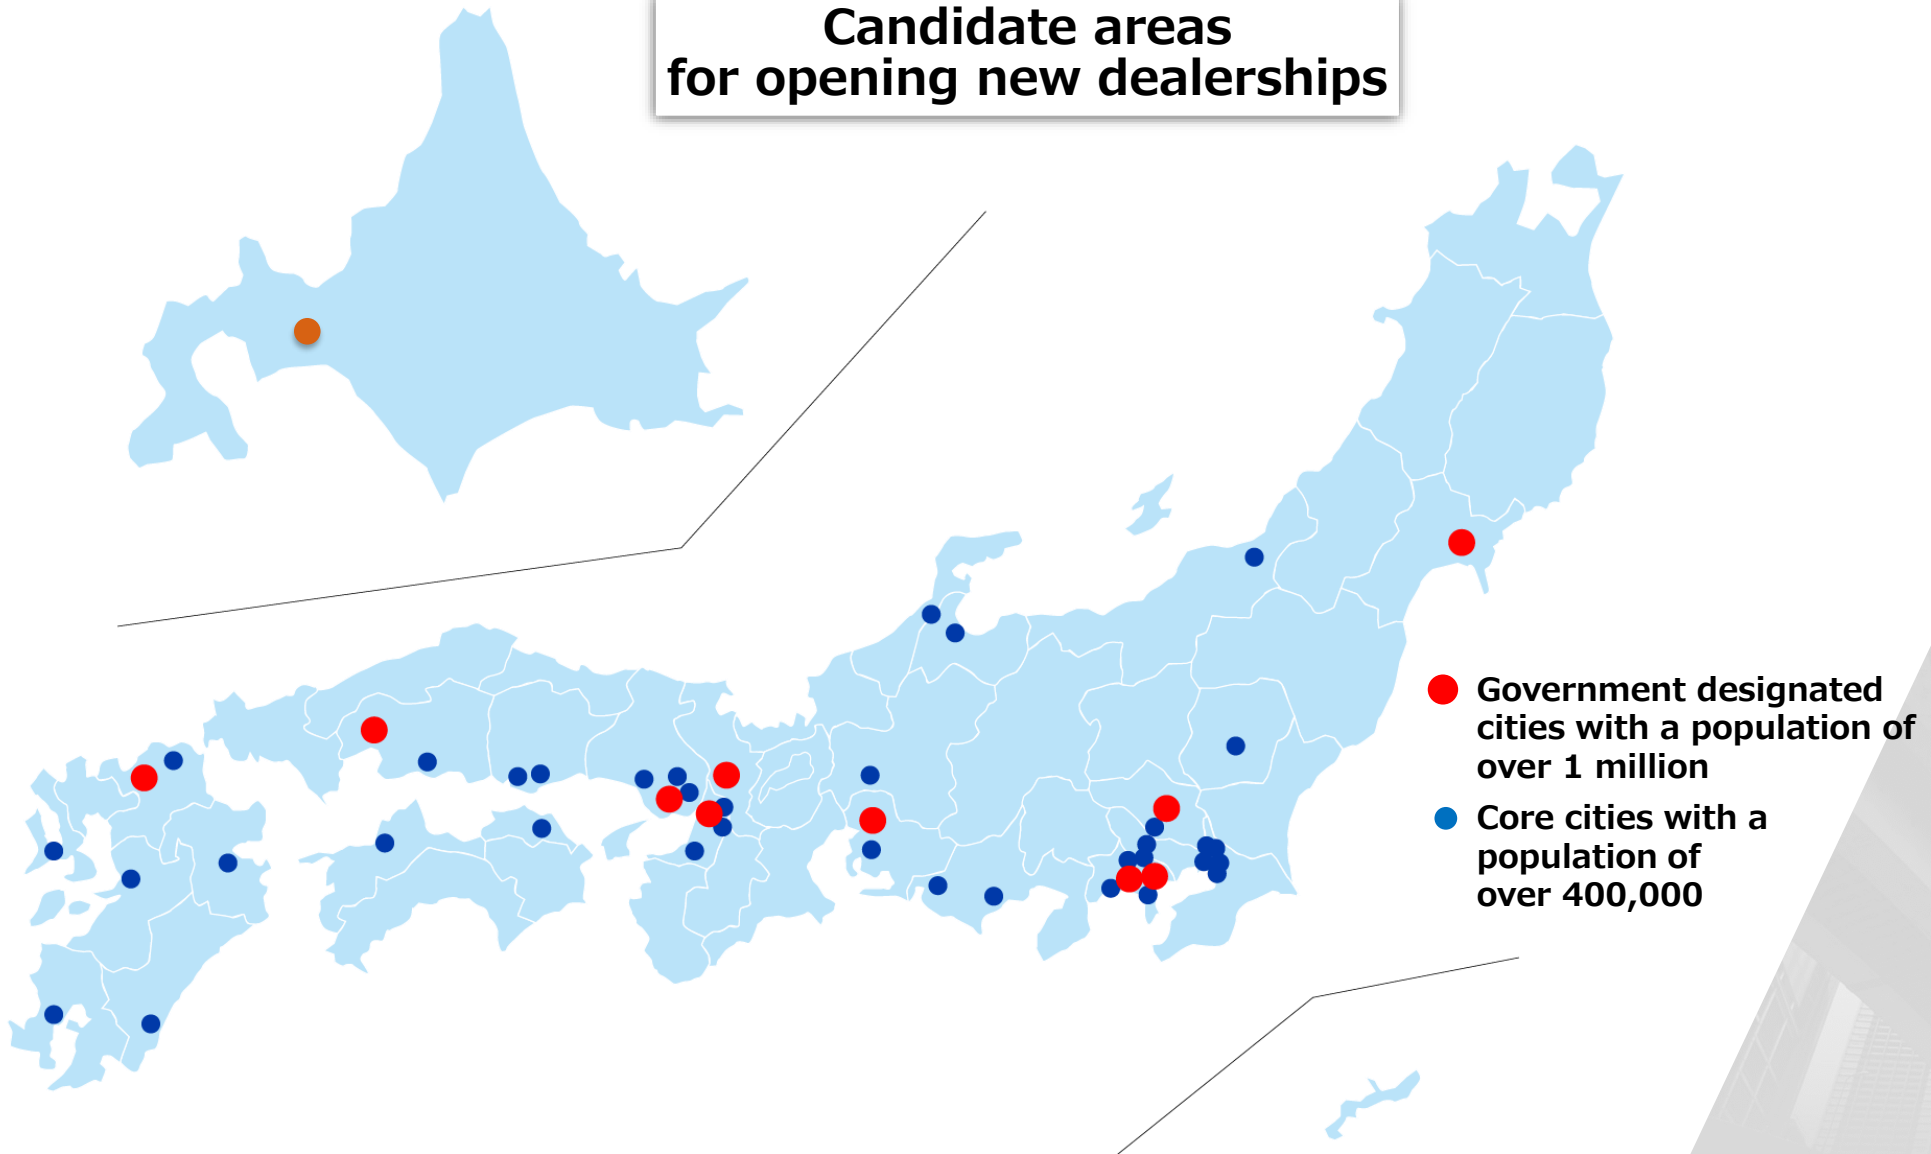 Candidate areas
for opening new dealerships
Government designated
cities with a population of
over 1 million
Core cities with a
population of
over 400,000